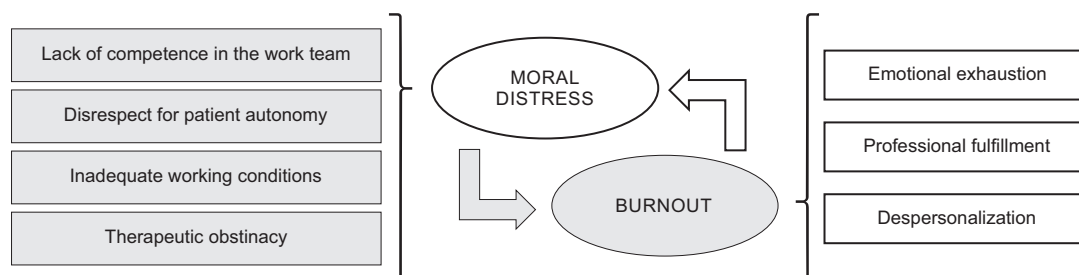 Lack of competence in the work team
Disrespect for patient autonomy
Inadequate working conditions
Therapeutic obstinacy
MORAL
DISTRESS
BURNOUT
Emotional exhaustion
Professional fulfillment
Despersonalization